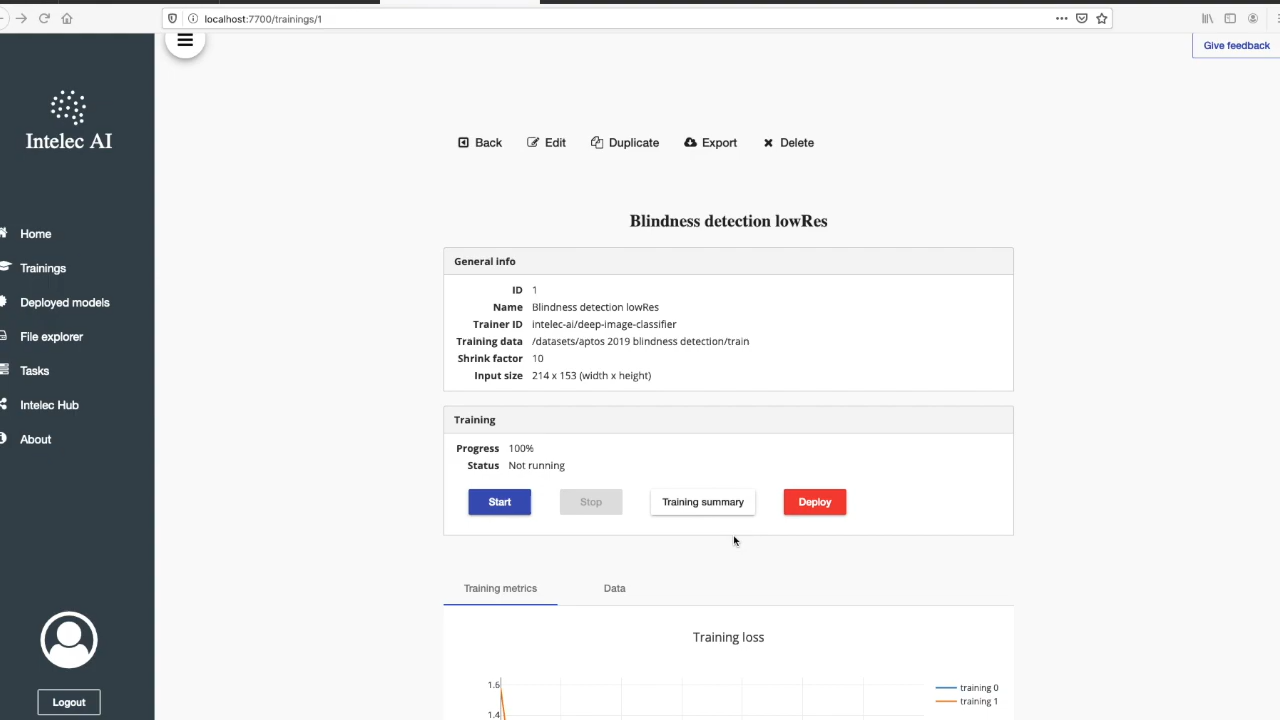 localhost:7700/trainings/1
Give feedback
Intelec AI
Home
Trainings
Deployed models
File explorer
Tasks
Intelec Hub
About
Logout
Back Edit Duplicate Export Delete
Blindness detection lowRes
General info
ID 1
Name Blindness detection lowRes
Trainer ID intelec-ai/deep-image-classifier
Training data /datasets/aptos 2019 blindness detection/train
Shrink factor 10
Input size 214 x 153 (width x height)
Training
Progress 100%
Status Not running
Start Stop Training summary Deploy
Training metrics Data
Training loss
1.6
1.4
training 0
training 1